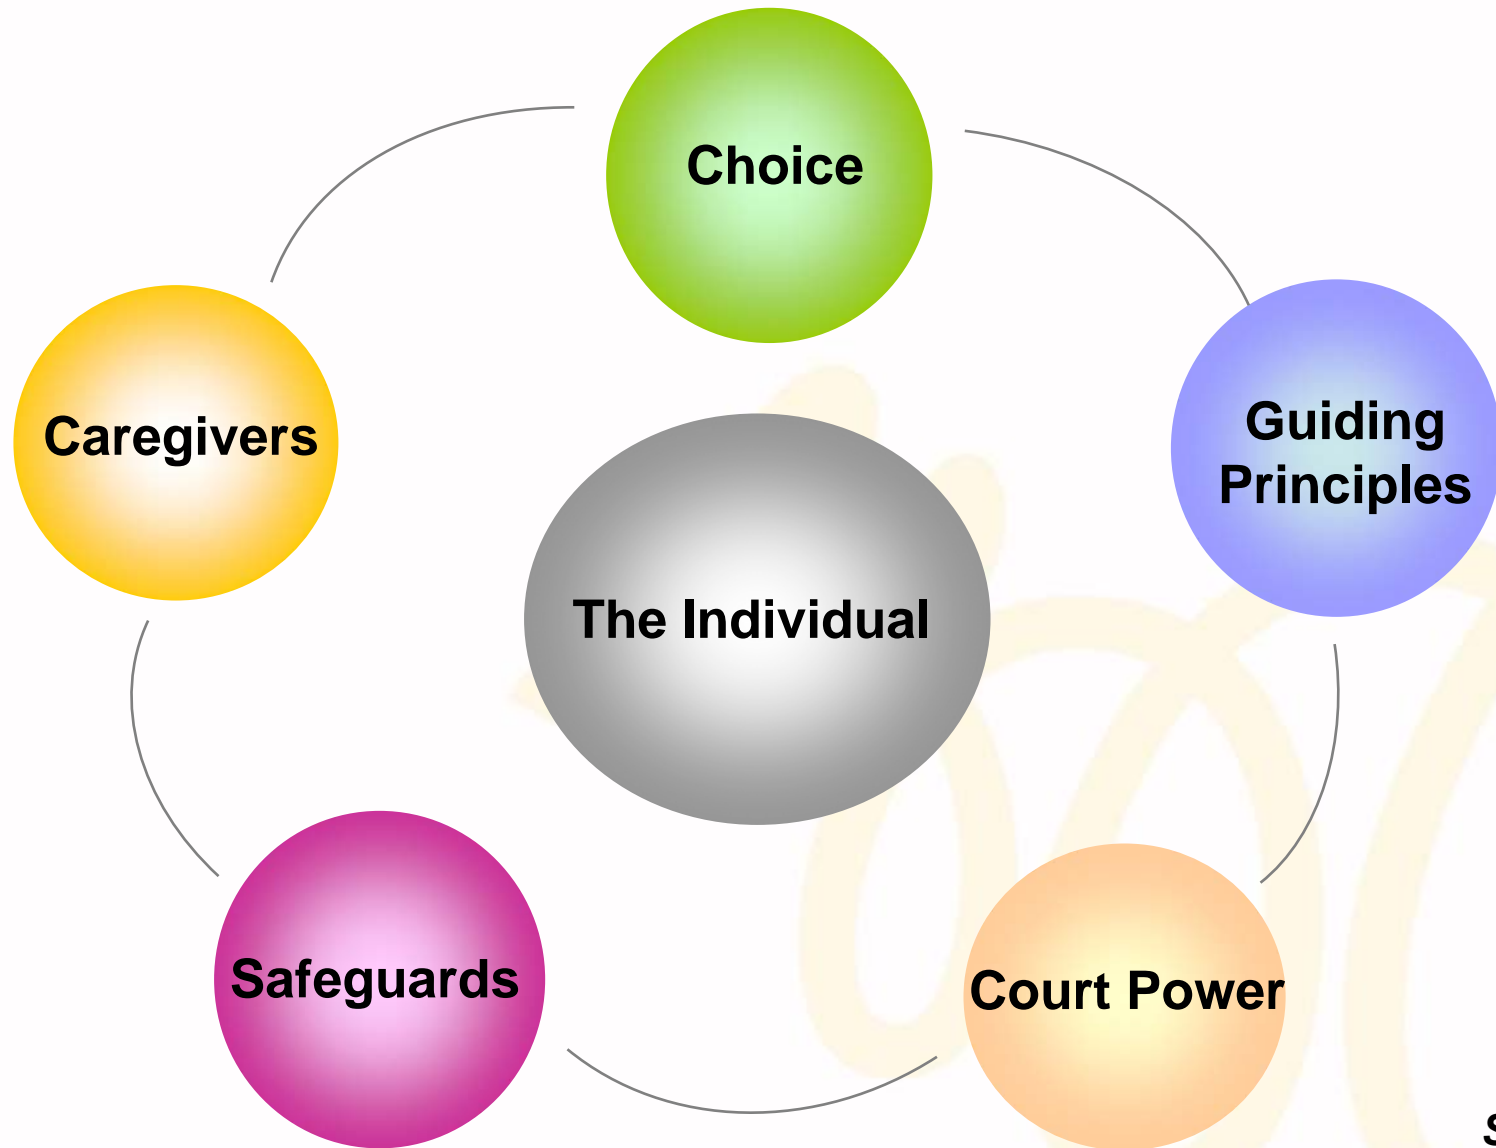 Choice
Caregivers
Guiding
Principles
The Individual
Safeguards
Court Power